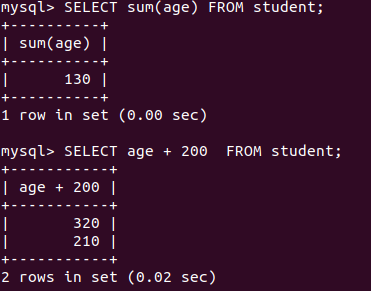 mysql> SELECT sum(age) FROM student;
+----------+
| sum(age) |
+----------+
|      130 |
+----------+
1 row in set (0.00 sec)

mysql> SELECT age + 200  FROM student;
+-----------+
| age + 200 |
+-----------+
|       320 |
|       210 |
+-----------+
2 rows in set (0.02 sec)